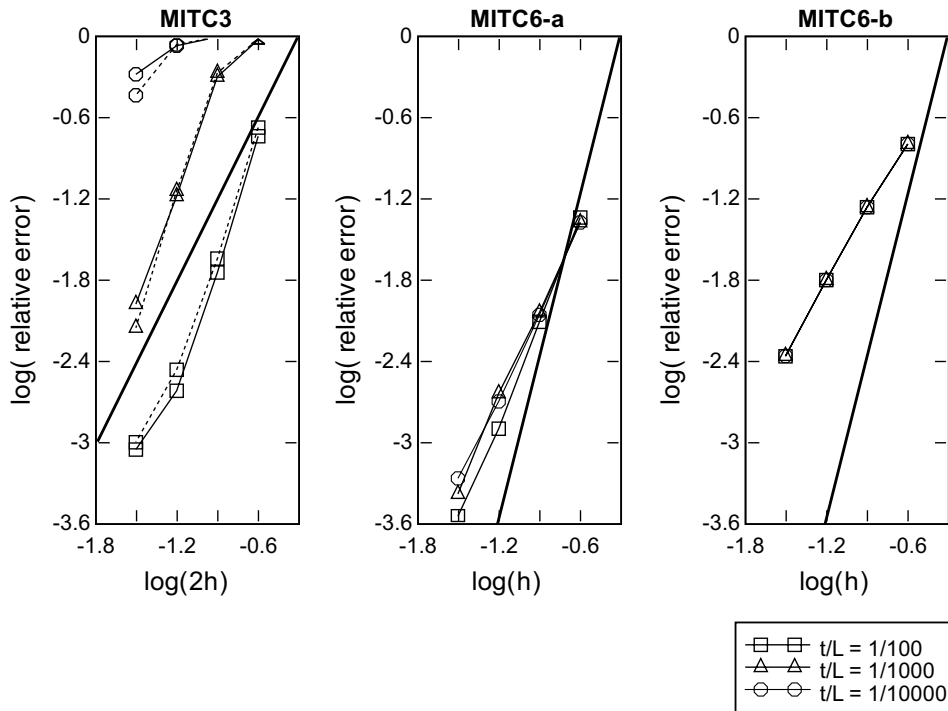 MITC3
MITC6-a
MITC6-b
log( relative error)
0
-0.6
-1.2
-1.8
-2.4
-3
-3.6
-1.8
-1.2
-0.6
log(2h)
log( relative error)
0
-0.6
-1.2
-1.8
-2.4
-3
-3.6
-1.8
-1.2
-0.6
log(h)
log( relative error)
0
-0.6
-1.2
-1.8
-2.4
-3
-3.6
-1.8
-1.2
-0.6
log(h)
t/L = 1/100
t/L = 1/1000
t/L = 1/10000